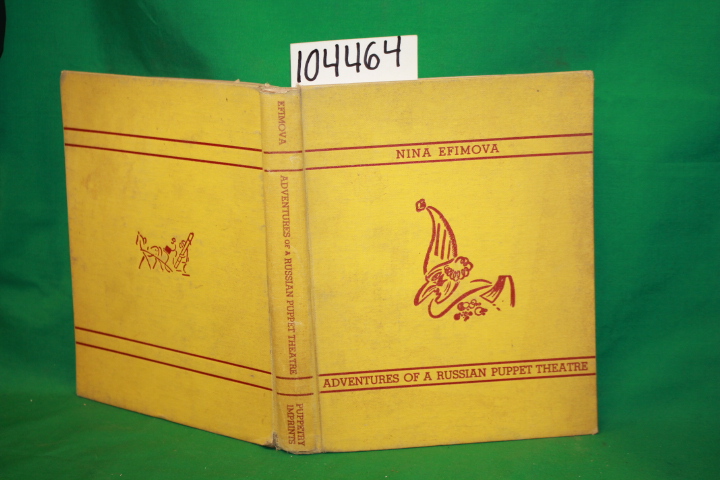 104464
EFIMOVA
ADVENTURES OF A RUSSIAN PUPPET THEATRE
PUPPETRY
IMPRINTS
NINA EFIMOVA
ADVENTURES OF A RUSSIAN PUPPET THEATRE